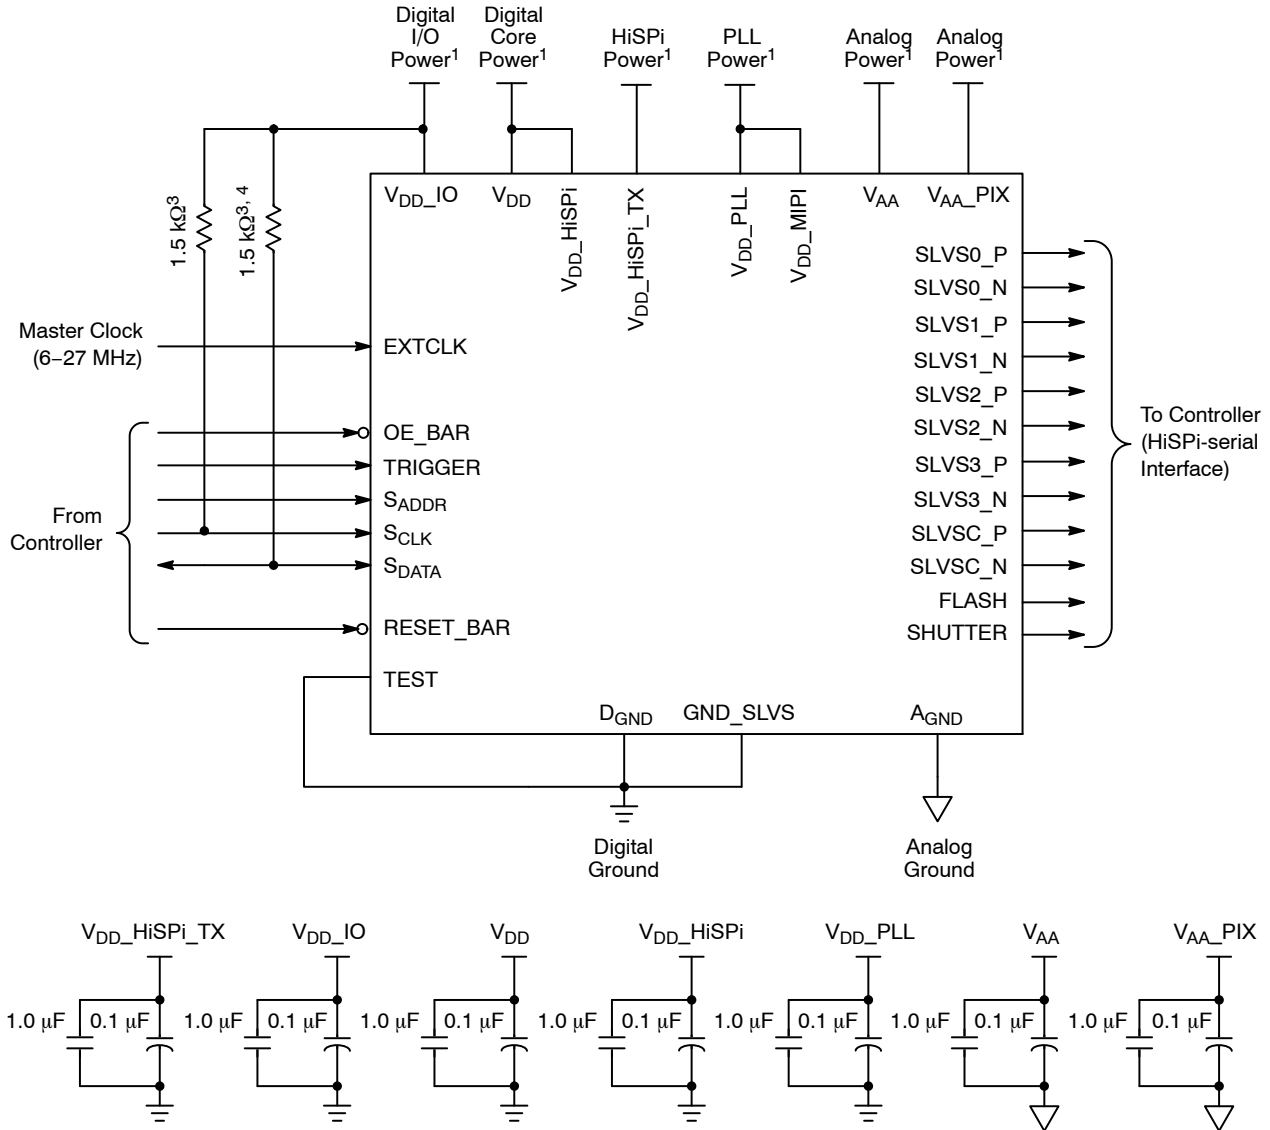 Digital
I/O
Power1
Digital
Core
Power1
HiSPi
Power1
PLL
Power1
Analog
Power1
Analog
Power1
1.5 kΩ3
1.5 kΩ3, 4
VDD_IO
VDD
VDD_HiSPi
VDD_HiSPi_TX
VDD_PLL
VDD_MIPI
VAA
VAA_PIX
Master Clock
(6–27 MHz)
EXTCLK
From
Controller
OE_BAR
TRIGGER
SADDR
SCLK
SDATA
RESET_BAR
TEST
SLVS0_P
SLVS0_N
SLVS1_P
SLVS1_N
SLVS2_P
SLVS2_N
SLVS3_P
SLVS3_N
SLVSC_P
SLVSC_N
FLASH
SHUTTER
To Controller
(HiSPi-serial
Interface)
DGND
GND_SLVS
AGND
Digital
Ground
Analog
Ground
VDD_HiSPi_TX
VDD_IO
VDD
VDD_HiSPi
VDD_PLL
VAA
VAA_PIX
1.0 μF
0.1 μF
1.0 μF
0.1 μF
1.0 μF
0.1 μF
1.0 μF
0.1 μF
1.0 μF
0.1 μF
1.0 μF
0.1 μF
1.0 μF
0.1 μF